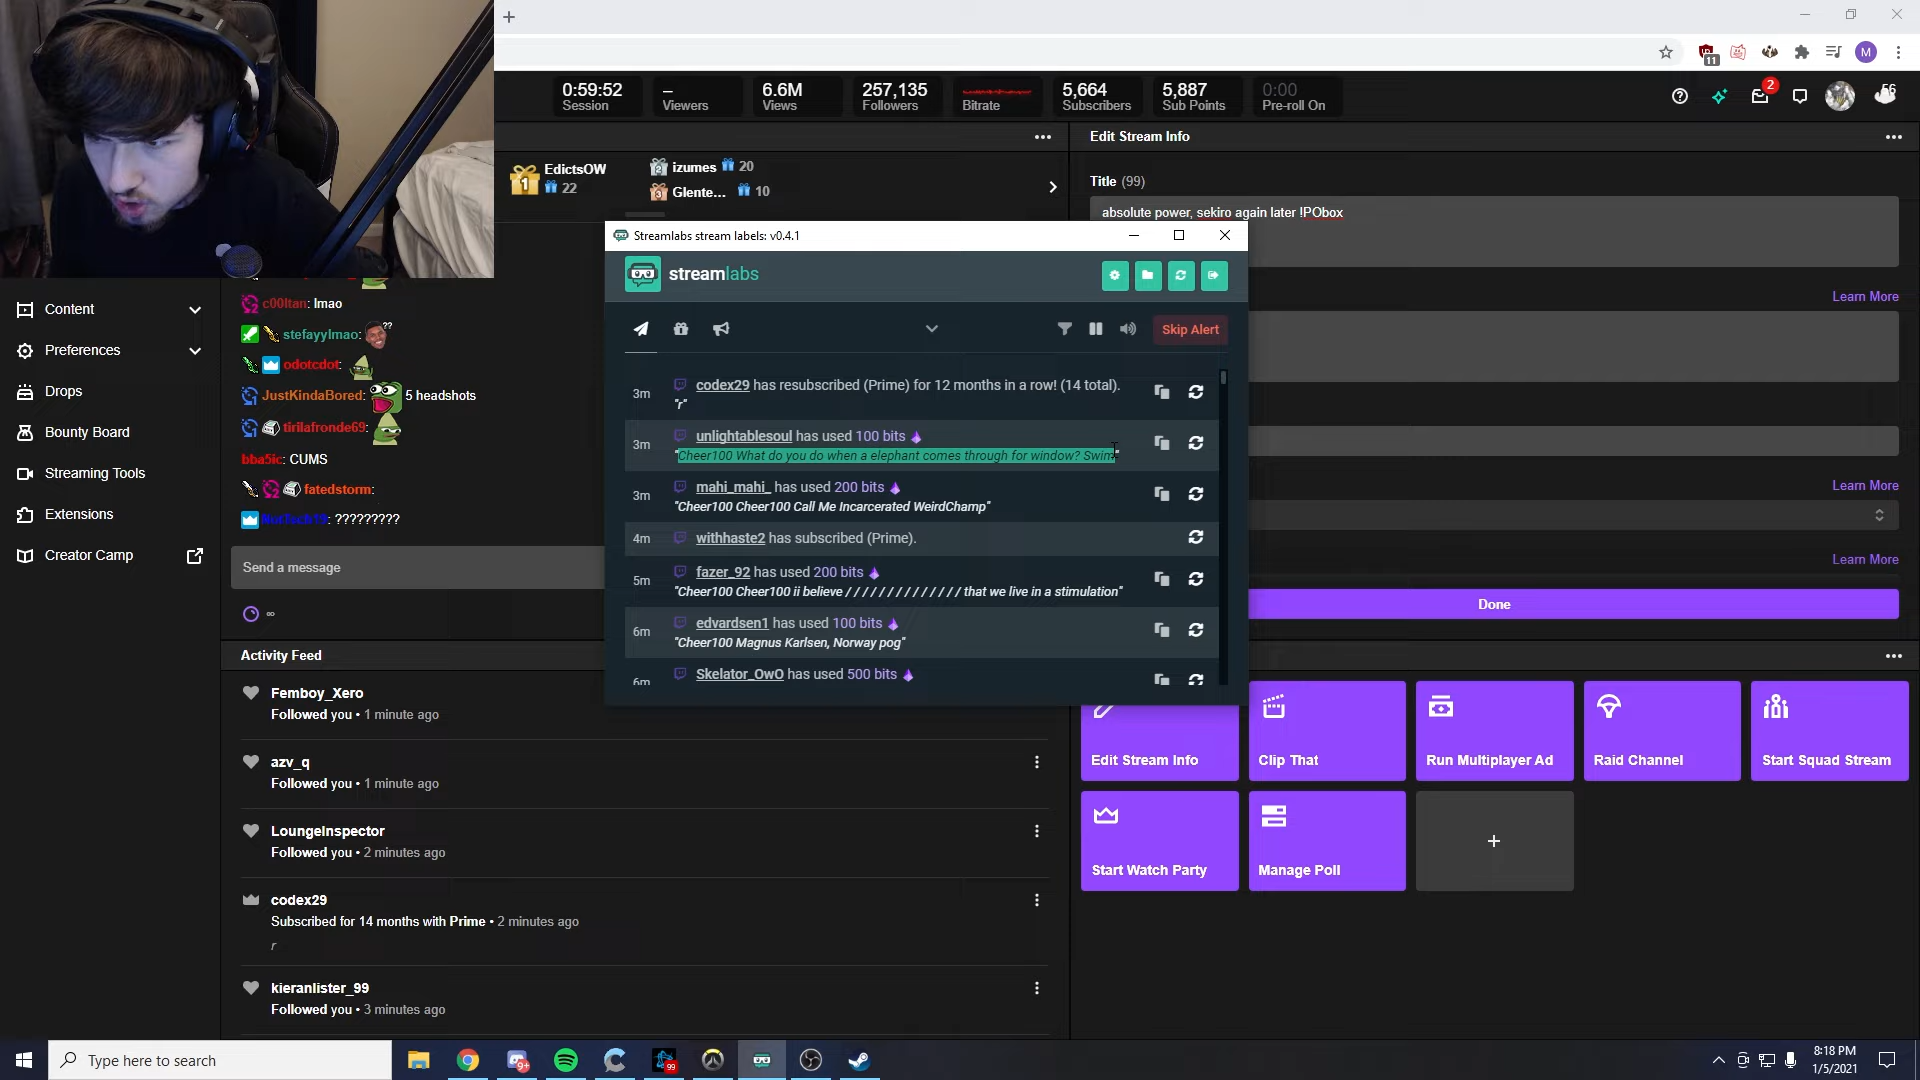 0:59:52
Session
–
Viewers
6.6M
Views
257,135
Followers
Bitrate
5,664
Subscribers
5,887
Sub Points
0:00
Pre-roll On
11
M
2
56
EdictsOW
22
izumes 20
Glente... 10
Edit Stream Info
Title (99)
absolute power, sekiro again later !PObox
Learn More
Learn More
Learn More
Done
Content
Preferences
Drops
Bounty Board
Streaming Tools
Extensions
Creator Camp
c00ltan: lmao
stefayylmao: ??
odotcdot:
JustKindaBored: 5 headshots
tirilafronde69:
bba5ic: CUMS
fatedstorm:
?????????
Send a message
∞
Streamlabs stream labels: v0.4.1
streamlabs
Skip Alert
3m codex29 has resubscribed (Prime) for 12 months in a row! (14 total).
"r"
3m unlightablesoul has used 100 bits
"Cheer100 What do you do when a elephant comes through for window? Swim"
3m mahi_mahi_ has used 200 bits
"Cheer100 Cheer100 Call Me Incarcerated WeirdChamp"
4m withhaste2 has subscribed (Prime).
5m fazer_92 has used 200 bits
"Cheer100 Cheer100 ii believe / / / / / / / / / / / / / / that we live in a stimulation"
6m edvardsen1 has used 100 bits
"Cheer100 Magnus Karlsen, Norway pog"
6m Skelator_OwO has used 500 bits
Activity Feed
Femboy_Xero
Followed you • 1 minute ago
azv_q
Followed you • 1 minute ago
LoungeInspector
Followed you • 2 minutes ago
codex29
Subscribed for 14 months with Prime • 2 minutes ago
r
kieranlister_99
Followed you • 3 minutes ago
Edit Stream Info
Clip That
Run Multiplayer Ad
Raid Channel
Start Squad Stream
Start Watch Party
Manage Poll
+
Type here to search
9+
99
8:18 PM
1/5/2021